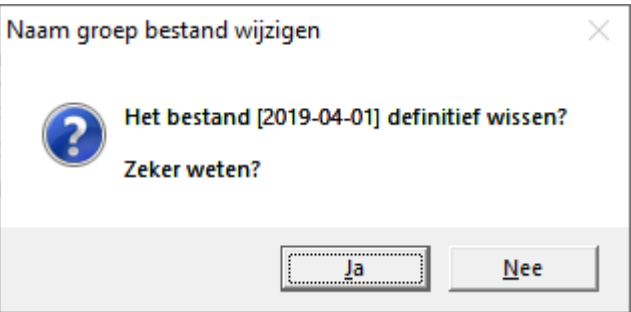 Naam groep bestand wijzigen
Het bestand [2019-04-01] definitief wissen?
Zeker weten?
Ja
Nee